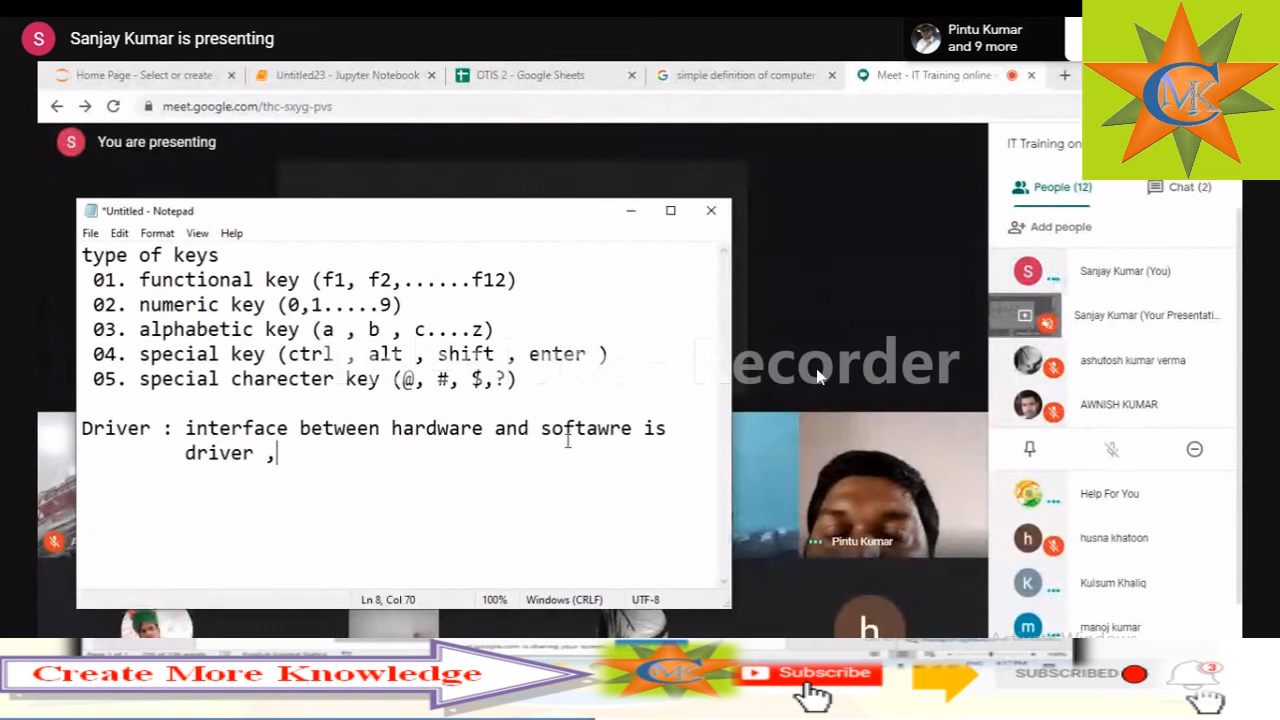 S Sanjay Kumar is presenting
Pintu Kumar
and 9 more
Home Page - Select or create
Untitled23 - Jupyter Notebook
OTIS 2 - Google Sheets
simple definition of computer
Meet - IT Training online
CMK
meet.google.com/thc-sxyg-pvs
S You are presenting
IT Training on
People (12)
Chat (2)
Add people
*Untitled - Notepad
File Edit Format View Help
type of keys
01. functional key (f1, f2,......f12)
02. numeric key (0,1.....9)
03. alphabetic key (a , b , c....z)
04. special key (ctrl , alt , shift , enter )
05. special charecter key (@, #, $,?)
Driver : interface between hardware and softawre is
driver ,
Ln 8, Col 70 100% Windows (CRLF) UTF-8
Recorder
S Sanjay Kumar (You)
Sanjay Kumar (Your Presentati...
ashutosh kumar verma
AWNISH KUMAR
Help For You
h husna khatoon
K Kulsum Khaliq
m manoj kumar
Pintu Kumar
h
Create More Knowledge
CMK
Subscribe
SUBSCRIBED
3